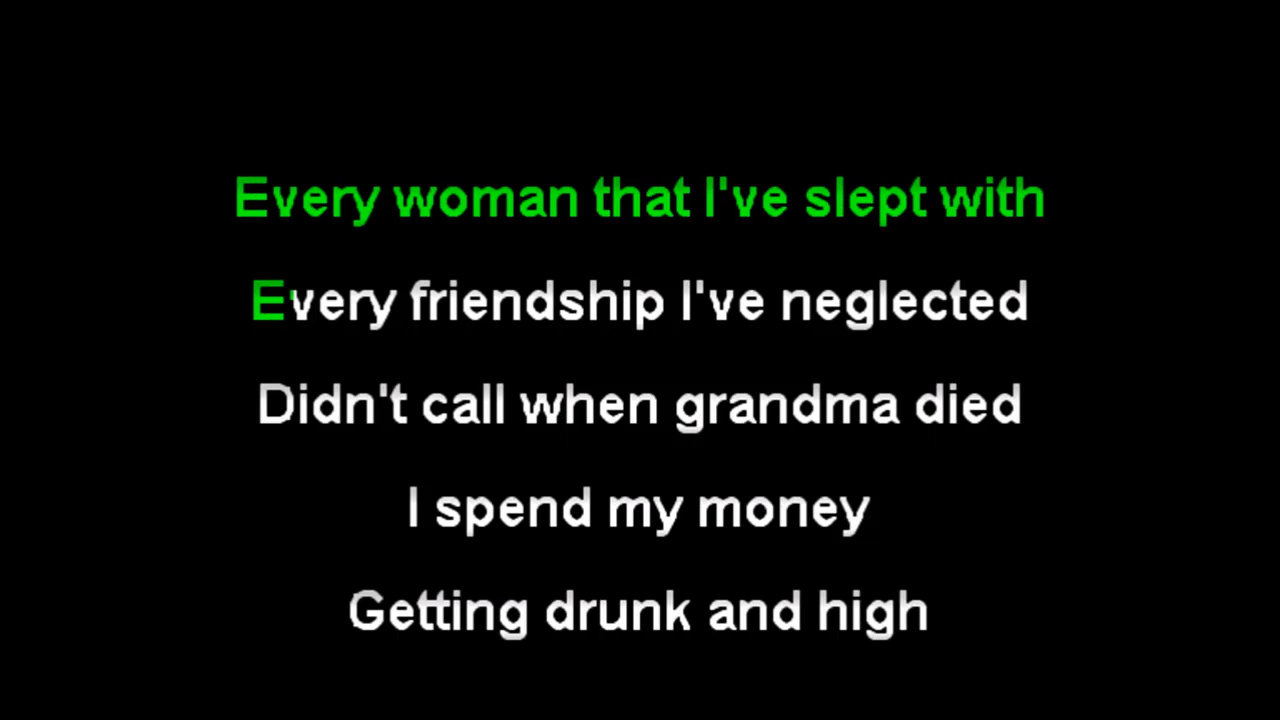 Every woman that I've slept with
Every friendship I've neglected
Didn't call when grandma died
I spend my money
Getting drunk and high